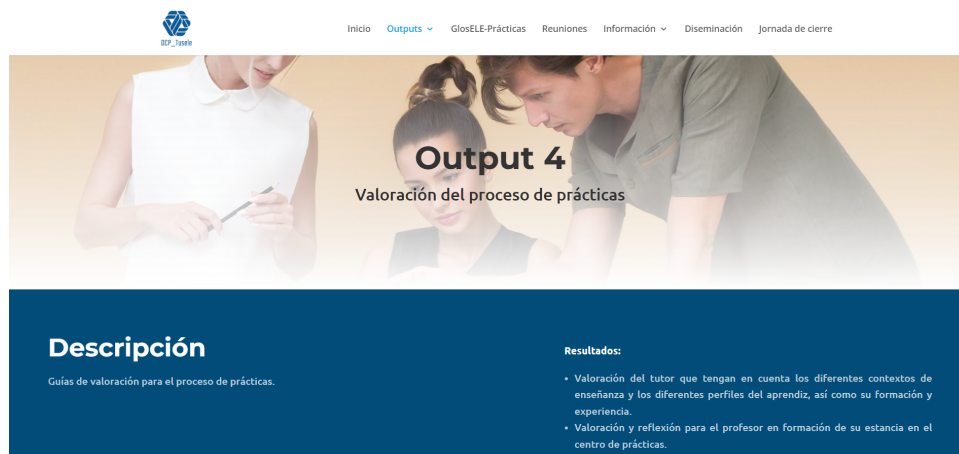 DCP_Tusele
Inicio
Outputs
GlosELE-Prácticas
Reuniones
Información
Diseminación
Jornada de cierre
Output 4
Valoración del proceso de prácticas
Descripción
Guías de valoración para el proceso de prácticas.
Resultados:
• Valoración del tutor que tengan en cuenta los diferentes contextos de
enseñanza y los diferentes perfiles del aprendiz, así como su formación y
experiencia.
• Valoración y reflexión para el profesor en formación de su estancia en el
centro de prácticas.